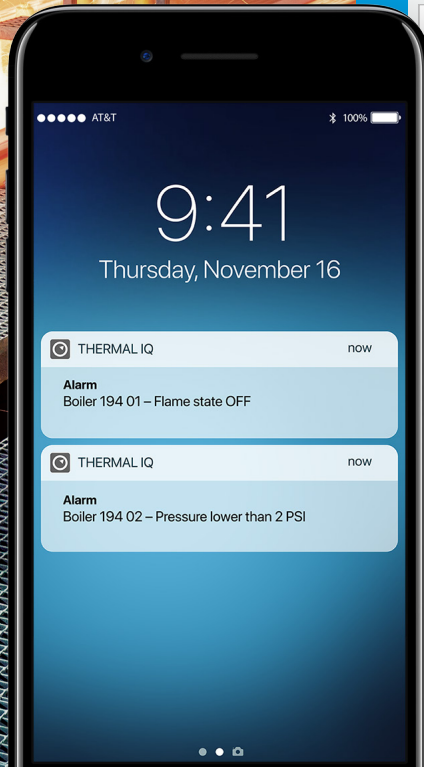 AT&T 100%
9:41
Thursday, November 16
THERMAL IQ now
Alarm
Boiler 194 01 – Flame state OFF
THERMAL IQ now
Alarm
Boiler 194 02 – Pressure lower than 2 PSI